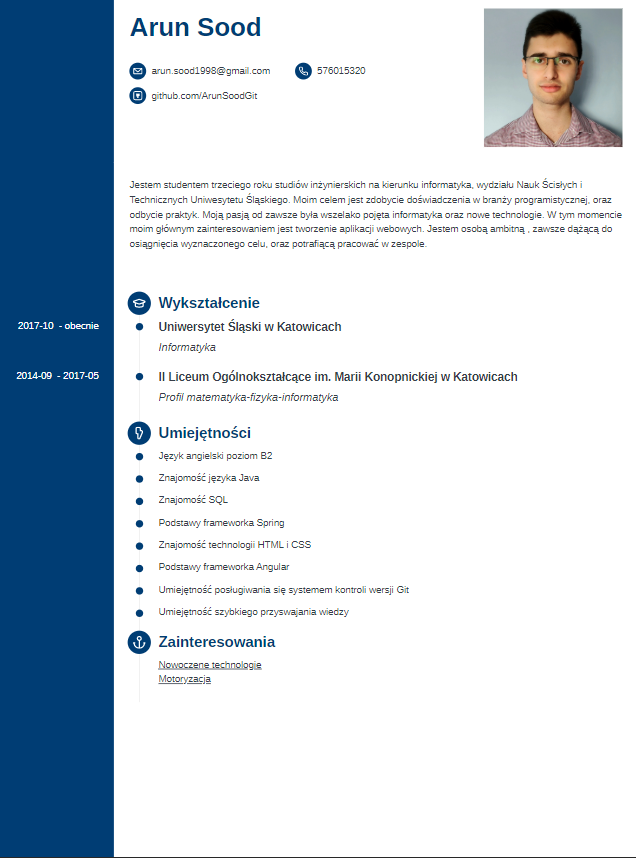 Arun Sood
arun.sood1998@gmail.com
576015320
github.com/ArunSoodGit
Jestem studentem trzeciego roku studiów inżynierskich na kierunku informatyka, wydziału Nauk Ścisłych i
Technicznych Uniwesytetu Śląskiego. Moim celem jest zdobycie doświadczenia w branży programistycznej, oraz
odbycie praktyk. Moją pasją od zawsze była wszelako pojęta informatyka oraz nowe technologie. W tym momencie
moim głównym zainteresowaniem jest tworzenie aplikacji webowych. Jestem osobą ambitną , zawsze dążącą do
osiągnięcia wyznaczonego celu, oraz potrafiącą pracować w zespole.
Wykształcenie
2017-10 - obecnie
Uniwersytet Śląski w Katowicach
Informatyka
2014-09 - 2017-05
II Liceum Ogólnokształcące im. Marii Konopnickiej w Katowicach
Profil matematyka-fizyka-informatyka
Umiejętności
Język angielski poziom B2
Znajomość języka Java
Znajomość SQL
Podstawy frameworka Spring
Znajomość technologii HTML i CSS
Podstawy frameworka Angular
Umiejętność posługiwania się systemem kontroli wersji Git
Umiejętność szybkiego przyswajania wiedzy
Zainteresowania
Nowoczene technologie
Motoryzacja